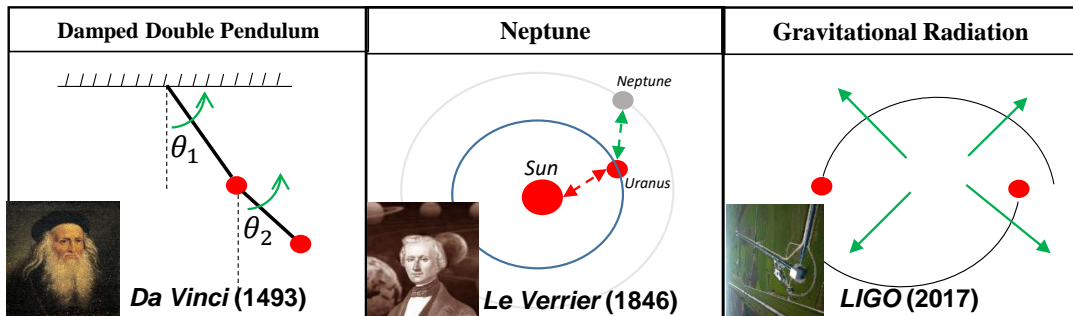 Damped Double Pendulum
θ1
θ2
Da Vinci (1493)
Neptune
Neptune
Sun
Uranus
Le Verrier (1846)
Gravitational Radiation
LIGO (2017)